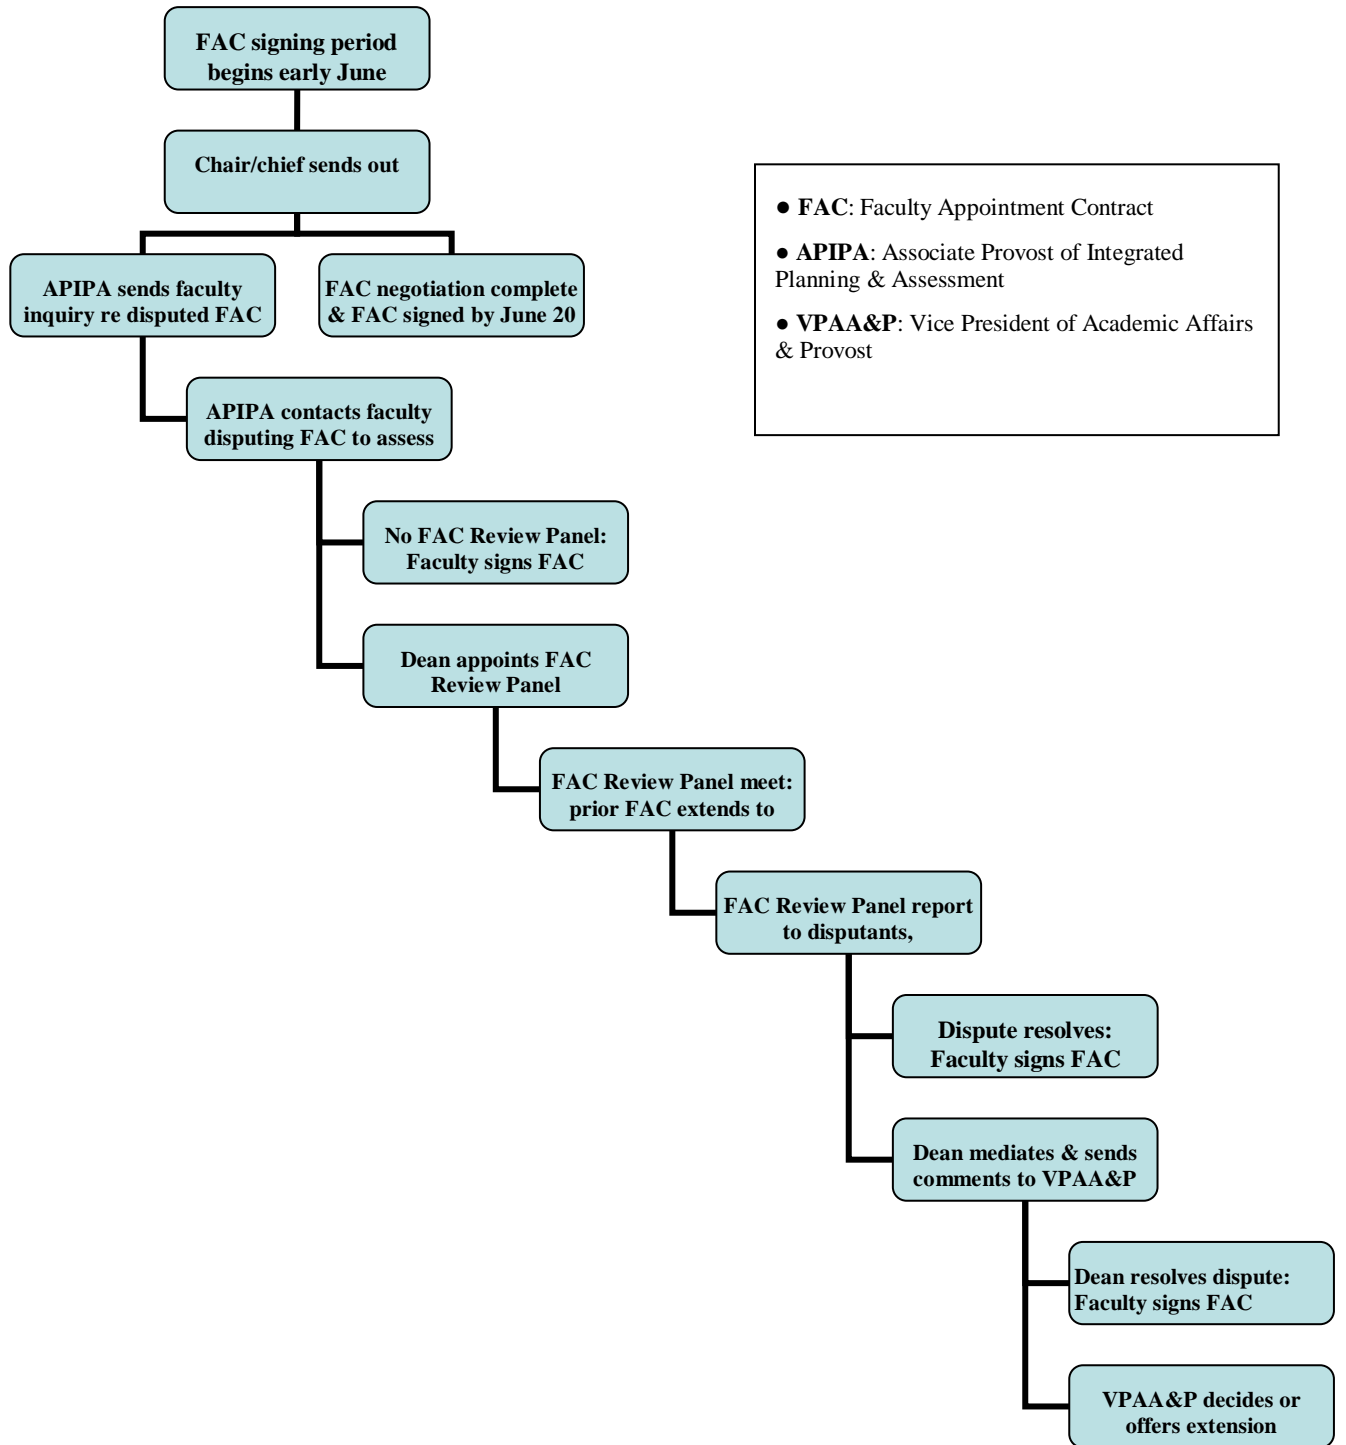 FAC signing period
begins early June
Chair/chief sends out
● FAC: Faculty Appointment Contract
● APIPA: Associate Provost of Integrated
Planning & Assessment
● VPAA&P: Vice President of Academic Affairs
& Provost
APIPA sends faculty
inquiry re disputed FAC
FAC negotiation complete
& FAC signed by June 20
APIPA contacts faculty
disputing FAC to assess
No FAC Review Panel:
Faculty signs FAC
Dean appoints FAC
Review Panel
FAC Review Panel meet:
prior FAC extends to
FAC Review Panel report
to disputants,
Dispute resolves:
Faculty signs FAC
Dean mediates & sends
comments to VPAA&P
Dean resolves dispute:
Faculty signs FAC
VPAA&P decides or
offers extension